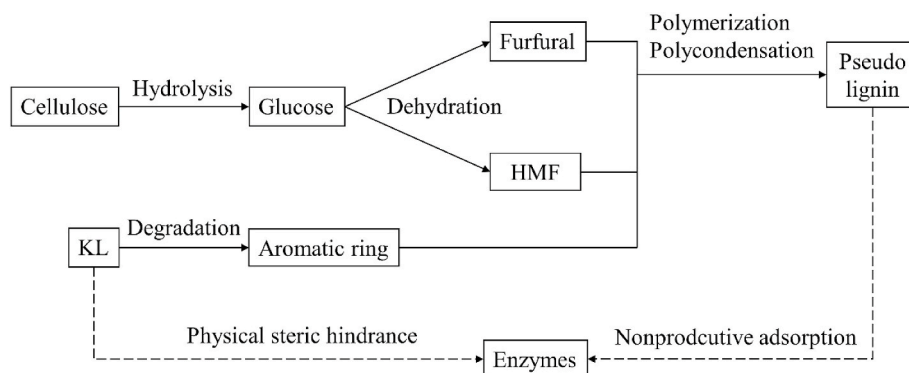 Polymerization
Polycondensation
Furfural
Pseudo
lignin
Hydrolysis
Cellulose
Glucose
Dehydration
HMF
Degradation
KL
Aromatic ring
Physical steric hindrance
Nonprodcutive adsorption
Enzymes